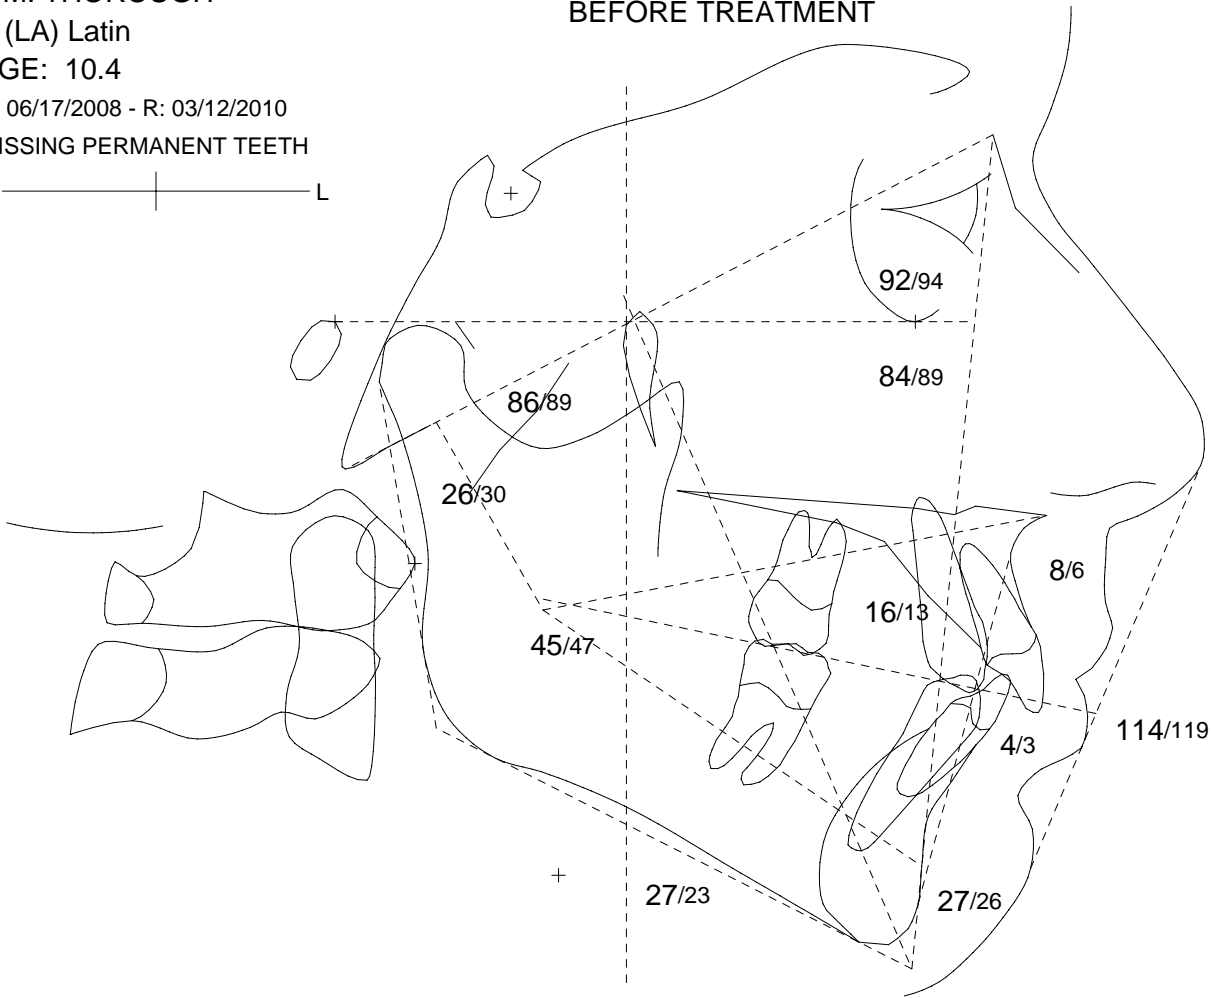 BEFORE TREATMENT
(LA) Latin
GE: 10.4
06/17/2008 - R: 03/12/2010
ISSING PERMANENT TEETH
L
92/94
84/89
86/89
26/30
8/6
16/13
45/47
114/119
4/3
27/23
27/26